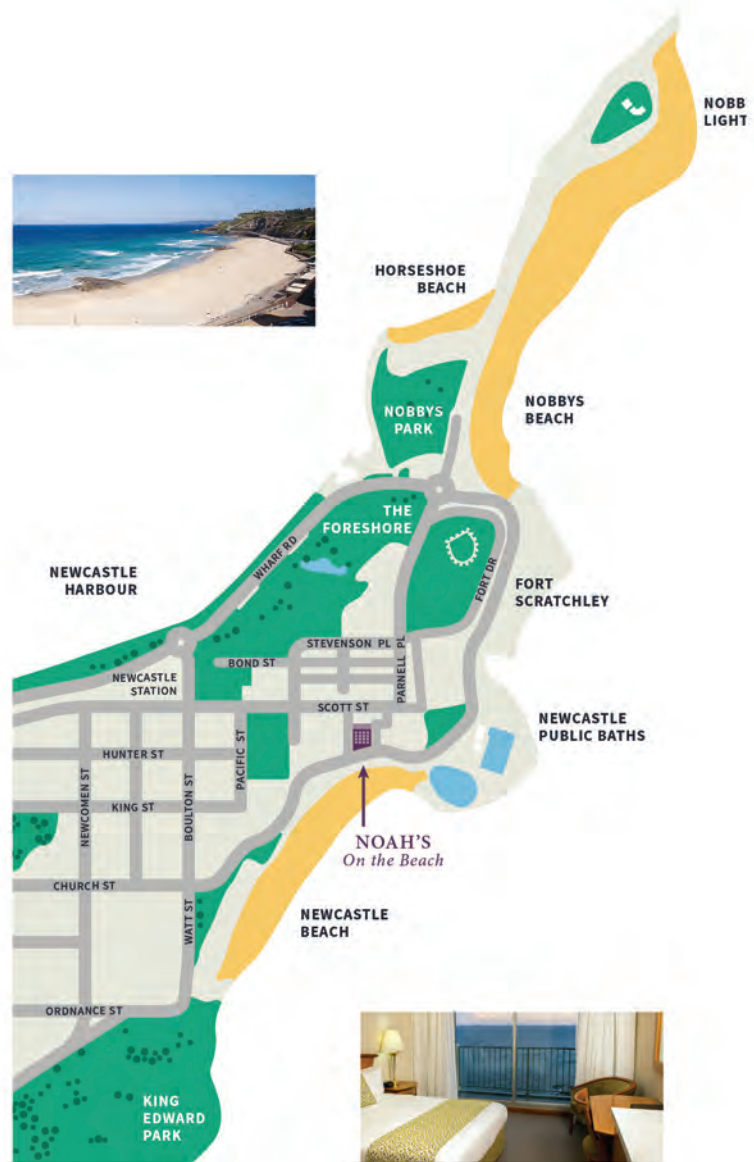 NOBB
LIGHT
HORSESHOE
BEACH
NOBBYS
BEACH
NOBBYS
PARK
THE
FORESHORE
WHARF RD
NEWCASTLE
HARBOUR
FORT DR
FORT
SCRATCHLEY
STEVENSON PL
BOND ST
PARNELL PL
NEWCASTLE
STATION
SCOTT ST
NEWCASTLE
PUBLIC BATHS
PACIFIC ST
HUNTER ST
NEWCOMEN ST
BOULTON ST
KING ST
NOAH'S
On the Beach
CHURCH ST
WATT ST
NEWCASTLE
BEACH
ORDNANCE ST
KING
EDWARD
PARK